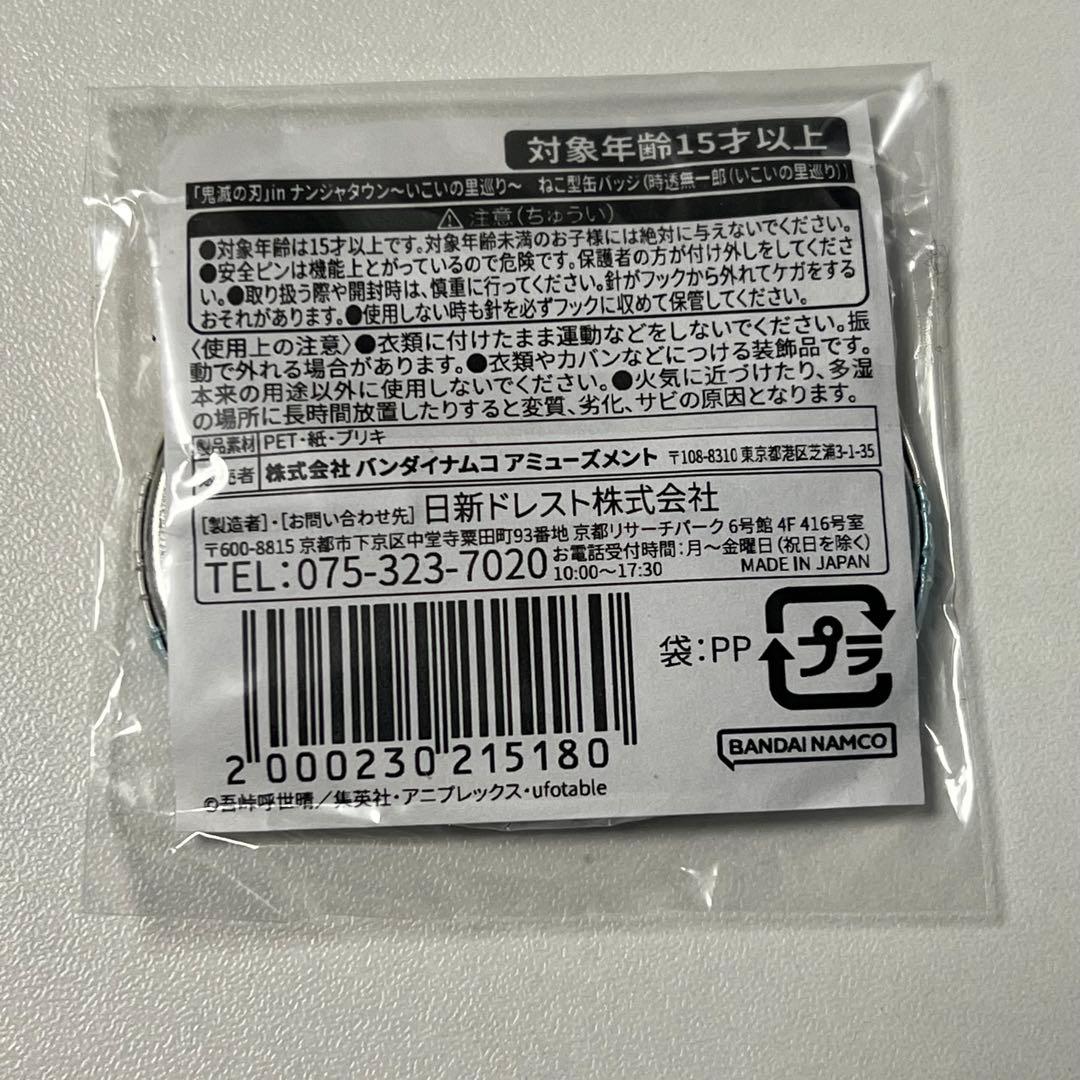 対象年齢15才以上
「鬼滅の刃」in ナンジャタウン～いこいの里巡り～　ねこ型缶バッジ(時透無一郎(いこいの里巡り))
⚠ 注意(ちゅうい)
●対象年齢は15才以上です。対象年齢未満のお子様には絶対に与えないでください。
●安全ピンは機能上とがっているので危険です。保護者の方が付け外しをしてくださ
い。●取り扱う際や開封時は、慎重に行ってください。針がフックから外れてケガをする
おそれがあります。●使用しない時も針を必ずフックに収めて保管してください。
〈使用上の注意〉●衣類に付けたまま運動などをしないでください。振
動で外れる場合があります。●衣類やカバンなどにつける装飾品です。
本来の用途以外に使用しないでください。●火気に近づけたり、多湿
の場所に長時間放置したりすると変質、劣化、サビの原因となります。
製品素材 PET・紙・ブリキ
売者 株式会社 バンダイナムコ アミューズメント 〒108-8310 東京都港区芝浦3-1-35
[製造者]・[お問い合わせ先] 日新ドレスト株式会社
〒600-8815 京都市下京区中堂寺粟田町93番地 京都リサーチパーク 6号館 4F 416号室
TEL：075-323-7020 お電話受付時間：月～金曜日(祝日を除く)
10:00～17:30 MADE IN JAPAN
袋：PP プラ
BANDAI NAMCO
2 000230 215180
©吾峠呼世晴／集英社・アニプレックス・ufotable